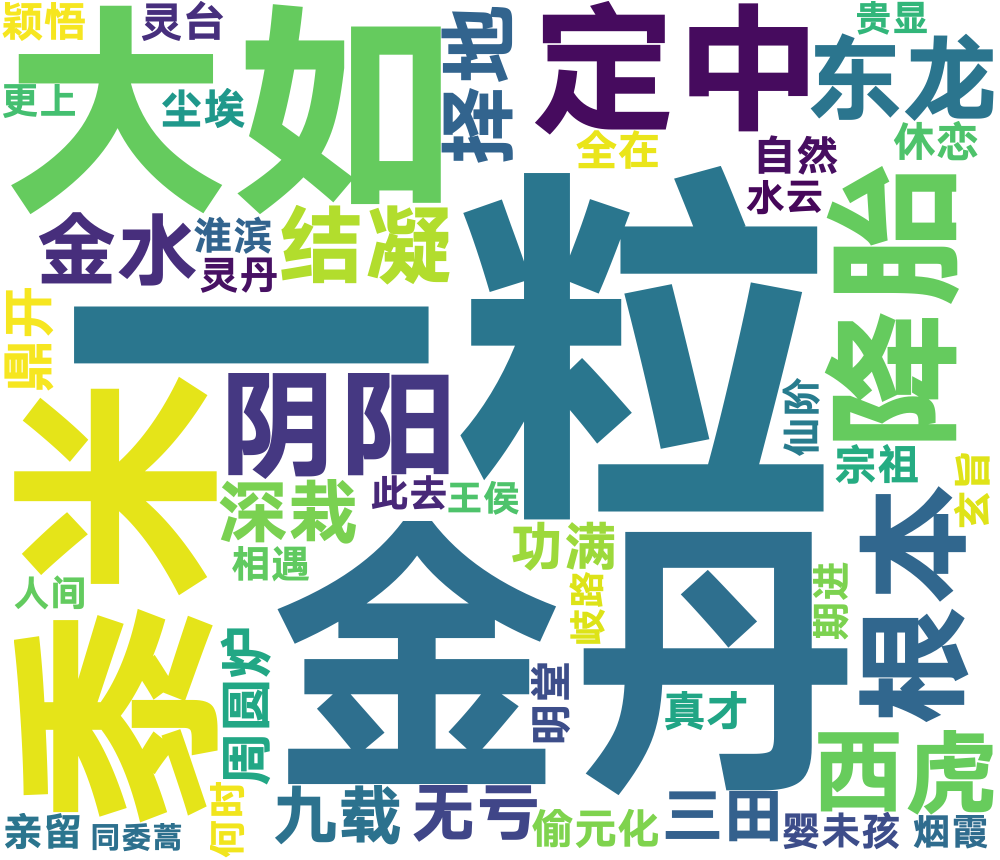 颖悟
灵台
大如
择地
定中
贵显
东龙
更上
尘埃
全在
自然
休恋
水云
金水
淮滨
灵丹
结凝
一粒
降胎
鼎开
黍米
阴阳
仙阶
宗祖
玄旨
深栽
此去
王侯
根本
相遇
功满
人间
金丹
岐路
期进
周圆炉
明堂
真才
西虎
何时
九载
无亏
三田
亲留
同委蒿
偷元化
婴未孩
烟霞